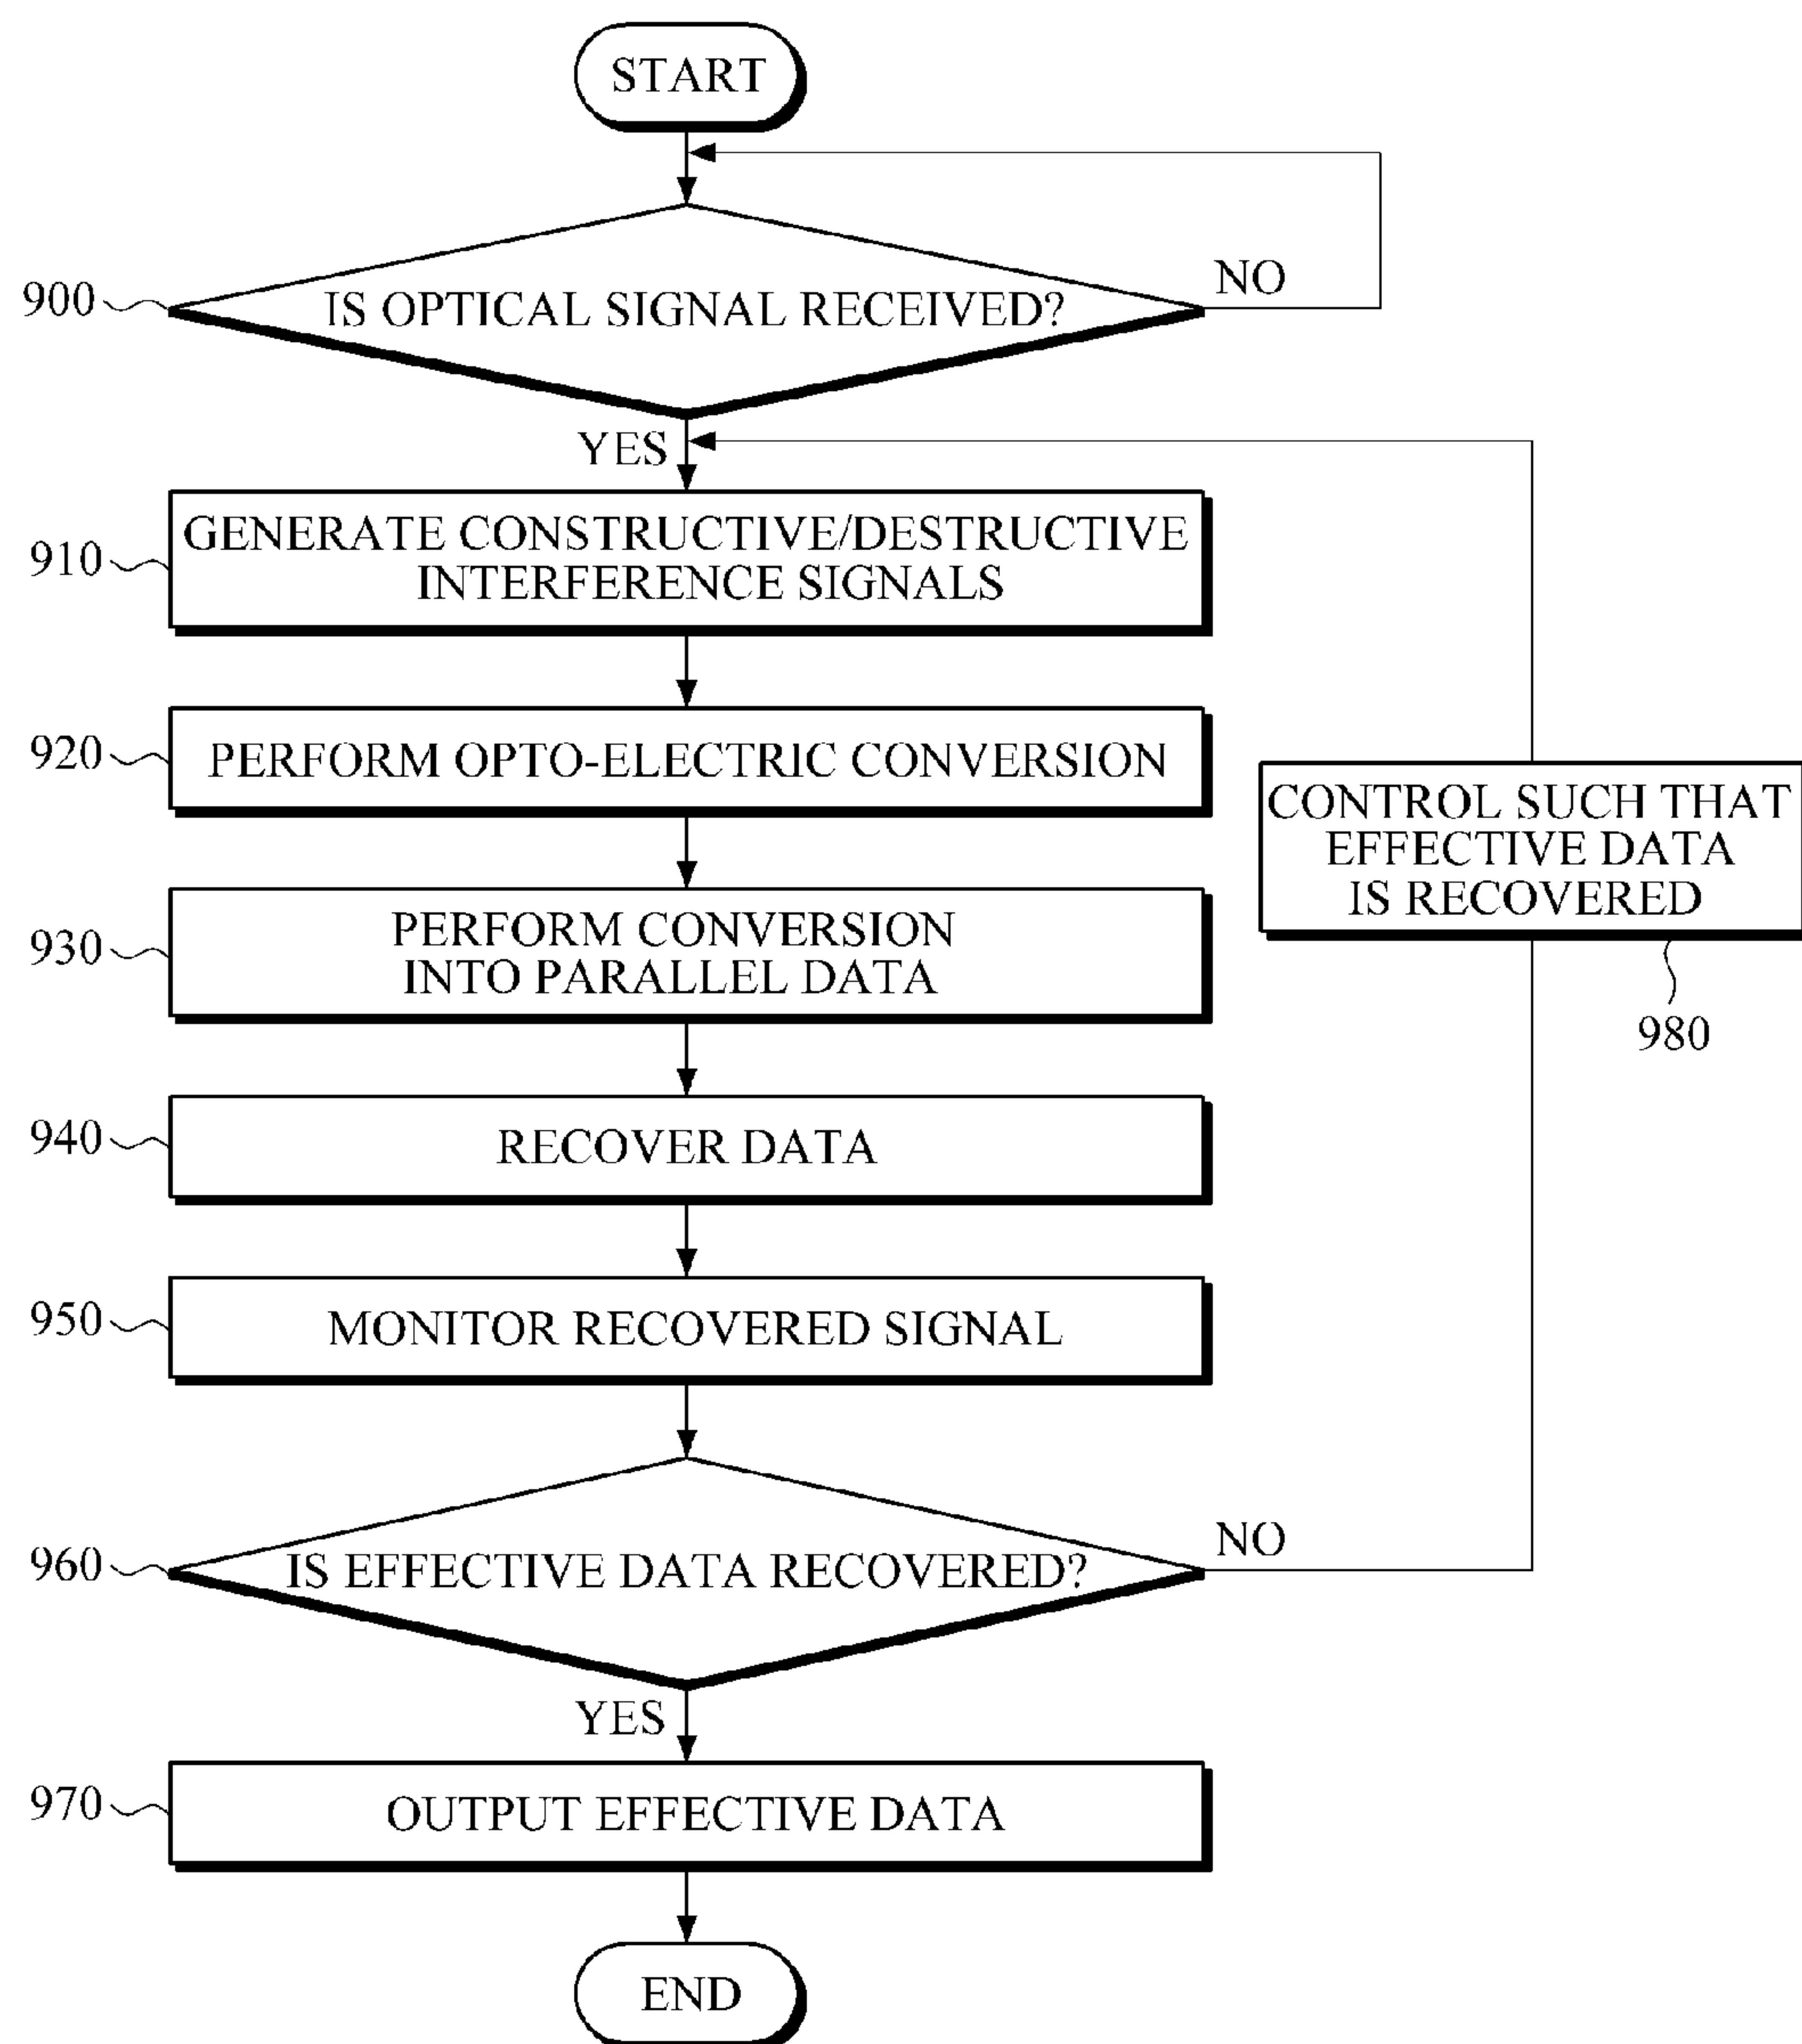 START
900
IS OPTICAL SIGNAL RECEIVED?
NO
YES
910
GENERATE CONSTRUCTIVE/DESTRUCTIVE
INTERFERENCE SIGNALS
920
PERFORM OPTO-ELECTRIC CONVERSION
CONTROL SUCH THAT
EFFECTIVE DATA
IS RECOVERED
980
930
PERFORM CONVERSION
INTO PARALLEL DATA
940
RECOVER DATA
950
MONITOR RECOVERED SIGNAL
960
IS EFFECTIVE DATA RECOVERED?
NO
YES
970
OUTPUT EFFECTIVE DATA
END